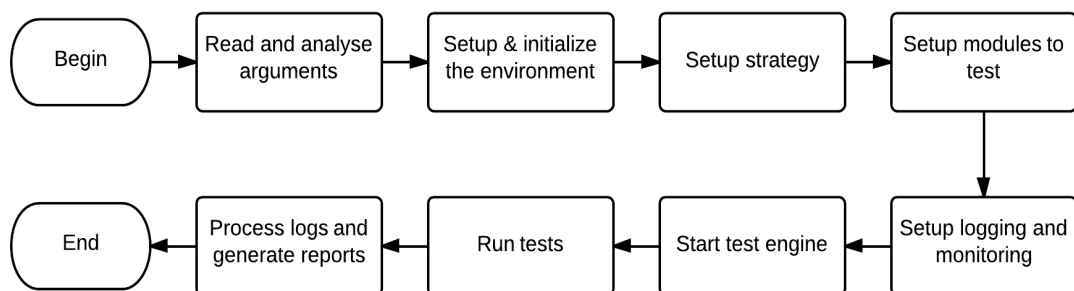 Begin
Read and analyse
arguments
Setup & initialize
the environment
Setup strategy
Setup modules to
test
Setup logging and
monitoring
Start test engine
Run tests
Process logs and
generate reports
End